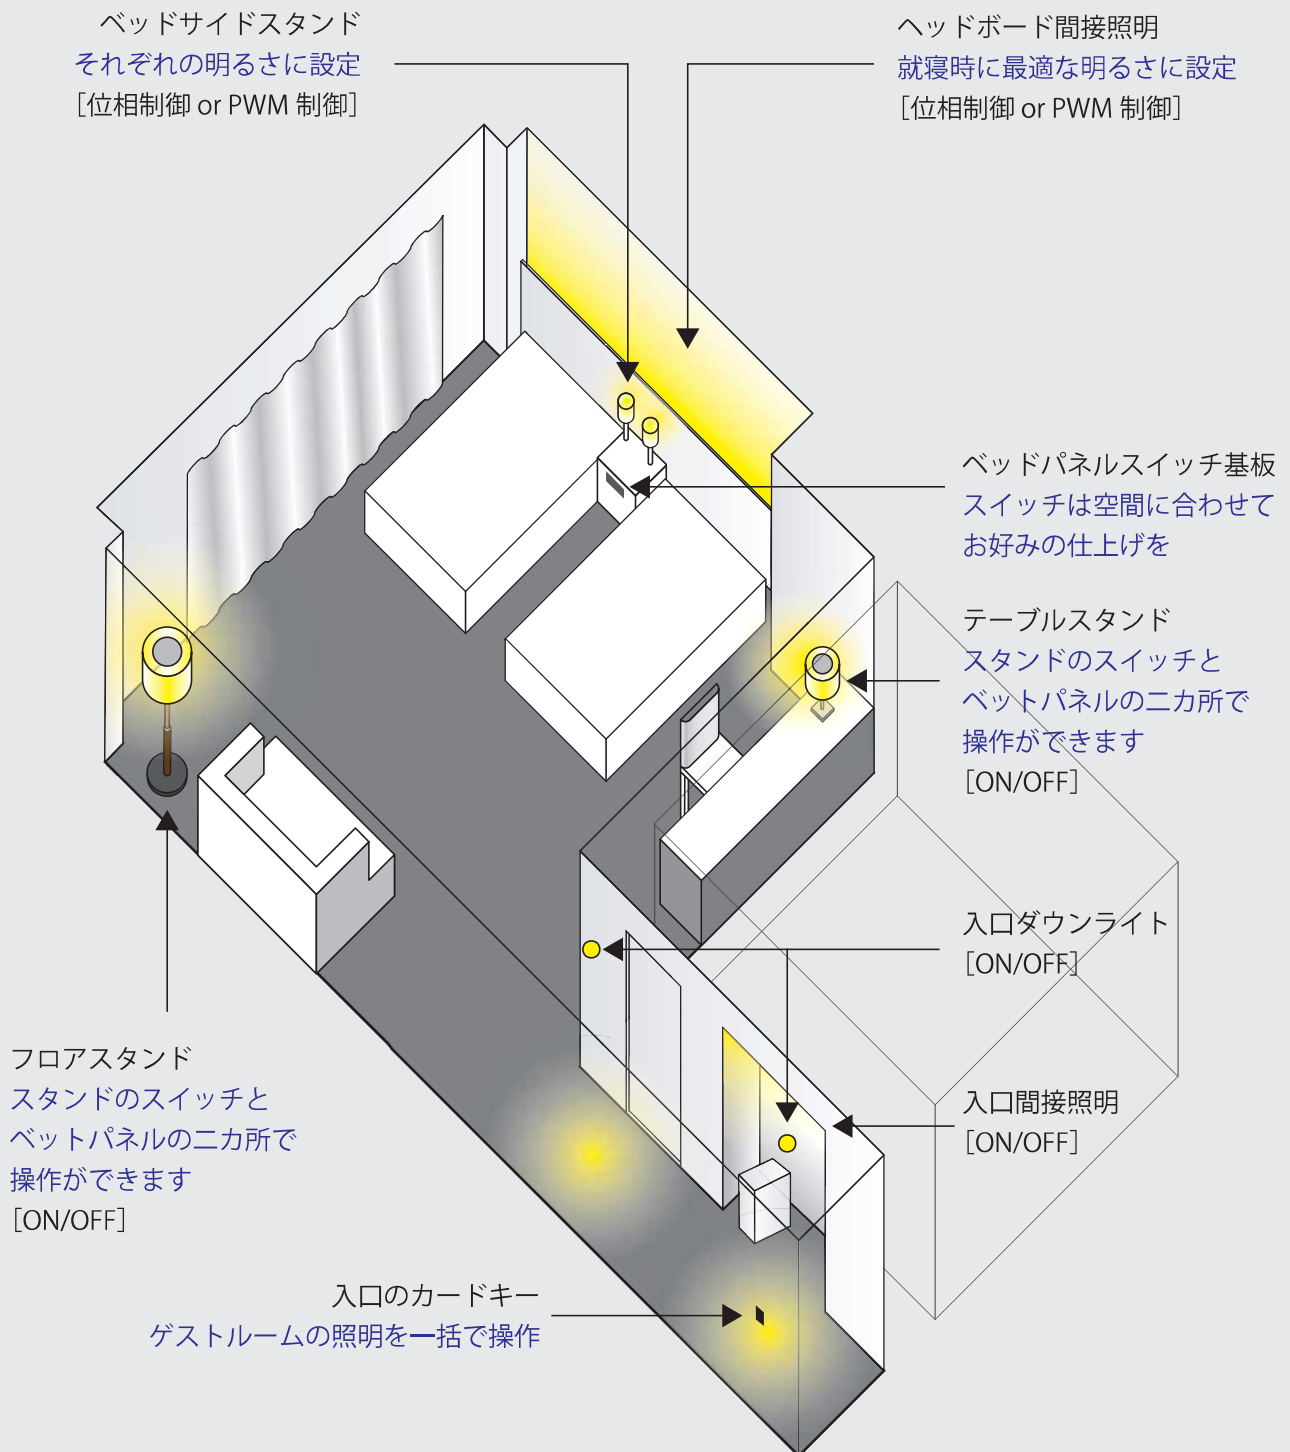 ベッドサイドスタンド
それぞれの明るさに設定
［位相制御 or PWM 制御］
ヘッドボード間接照明
就寝時に最適な明るさに設定
［位相制御 or PWM 制御］
ベッドパネルスイッチ基板
スイッチは空間に合わせて
お好みの仕上げを
テーブルスタンド
スタンドのスイッチと
ベットパネルの二カ所で
操作ができます
［ON/OFF］
入口ダウンライト
［ON/OFF］
フロアスタンド
スタンドのスイッチと
ベットパネルの二カ所で
操作ができます
［ON/OFF］
入口間接照明
［ON/OFF］
入口のカードキー
ゲストルームの照明を一括で操作